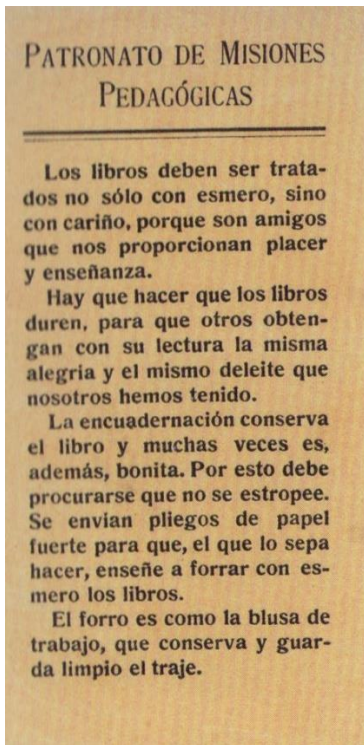 PATRONATO DE MISIONES
PEDAGÓGICAS
Los libros deben ser trata-
dos no sólo con esmero, sino
con cariño, porque son amigos
que nos proporcionan placer
y enseñanza.
Hay que hacer que los libros
duren, para que otros obten-
gan con su lectura la misma
alegria y el mismo deleite que
nosotros hemos tenido.
La encuadernación conserva
el libro y muchas veces es,
además, bonita. Por esto debe
procurarse que no se estropee.
Se envian pliegos de papel
fuerte para que, el que lo sepa
hacer, enseñe a forrar con es-
mero los libros.
El forro es como la blusa de
trabajo, que conserva y guar-
da limpio el traje.